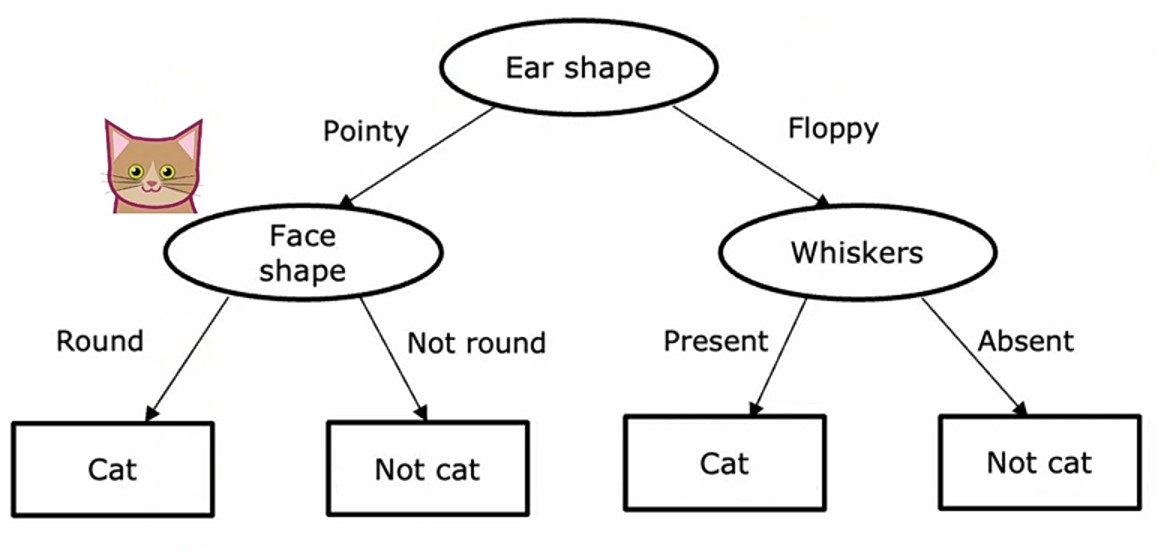 Ear shape
Pointy
Floppy
Face
shape
Whiskers
Round
Not round
Present
Absent
Cat
Not cat
Cat
Not cat